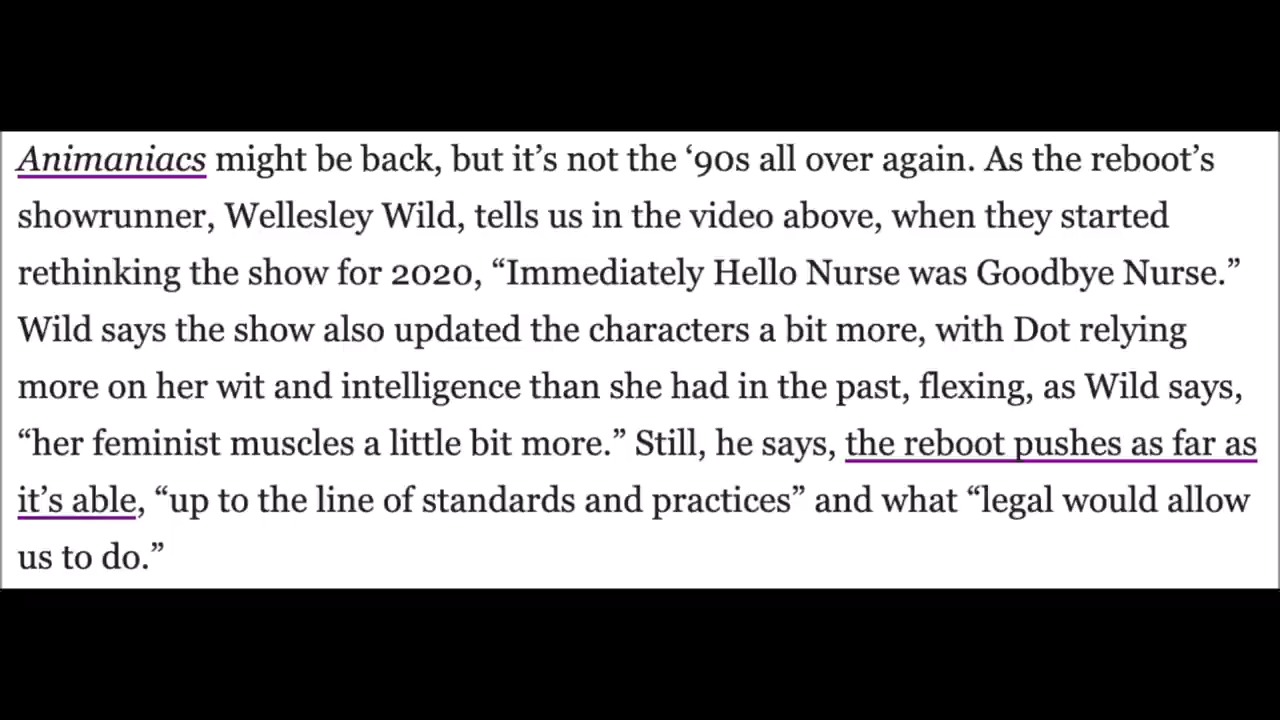 Animaniacs might be back, but it’s not the ‘90s all over again. As the reboot’s
showrunner, Wellesley Wild, tells us in the video above, when they started
rethinking the show for 2020, “Immediately Hello Nurse was Goodbye Nurse.”
Wild says the show also updated the characters a bit more, with Dot relying
more on her wit and intelligence than she had in the past, flexing, as Wild says,
“her feminist muscles a little bit more.” Still, he says, the reboot pushes as far as
it’s able, “up to the line of standards and practices” and what “legal would allow
us to do.”